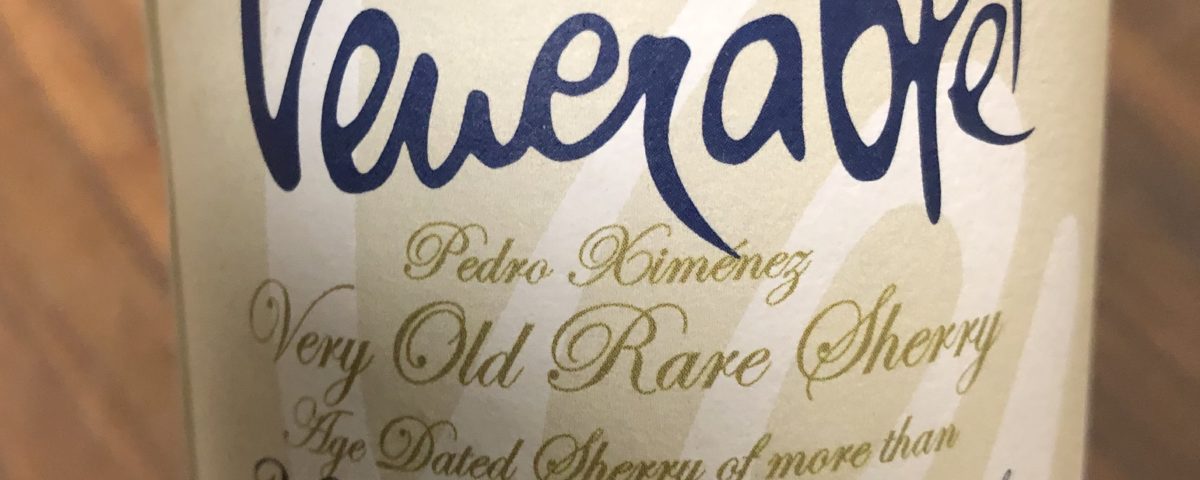 Venerable
Pedro Ximénez
Very Old Rare Sherry
Age Dated Sherry of more than